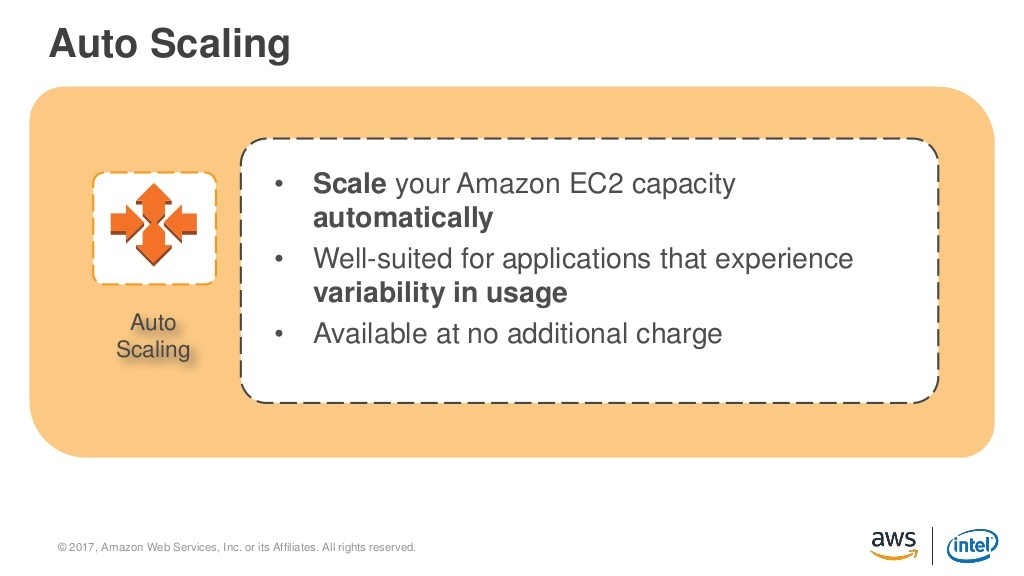 Auto Scaling
• Scale your Amazon EC2 capacity
automatically
• Well-suited for applications that experience
variability in usage
• Available at no additional charge
Auto
Scaling
© 2017, Amazon Web Services, Inc. or its Affiliates. All rights reserved.
aws
intel